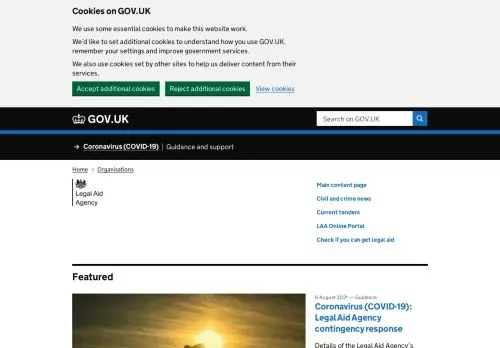 Cookies on GOV.UK
We use some essential cookies to make this website work.
We'd like to set additional cookies to understand how you use GOV.UK,
remember your settings and improve government services.
We also use cookies set by other sites to help us deliver content from their
services.
Accept additional cookies Reject additional cookies View cookies
GOV.UK Search on GOV.UK
→ Coronavirus (COVID-19) | Guidance and support
Home > Organisations
Legal Aid
Agency
Main content page
Civil and crime news
Current tenders
LAA Online Portal
Check if you can get legal aid
Featured
6 August 2021 — Guidance
Coronavirus (COVID-19):
Legal Aid Agency
contingency response
Details of the Legal Aid Agency's